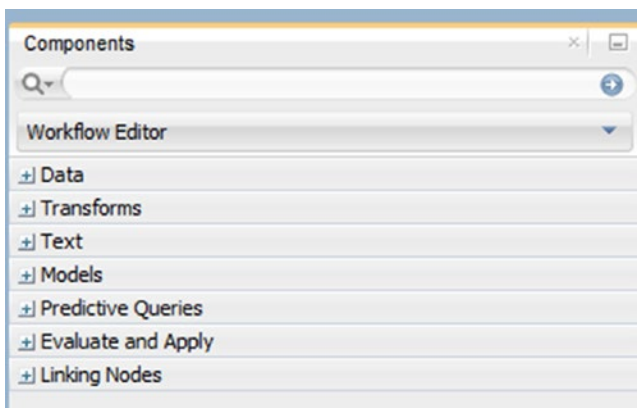 Components
Workflow Editor
Data
Transforms
Text
Models
Predictive Queries
Evaluate and Apply
Linking Nodes